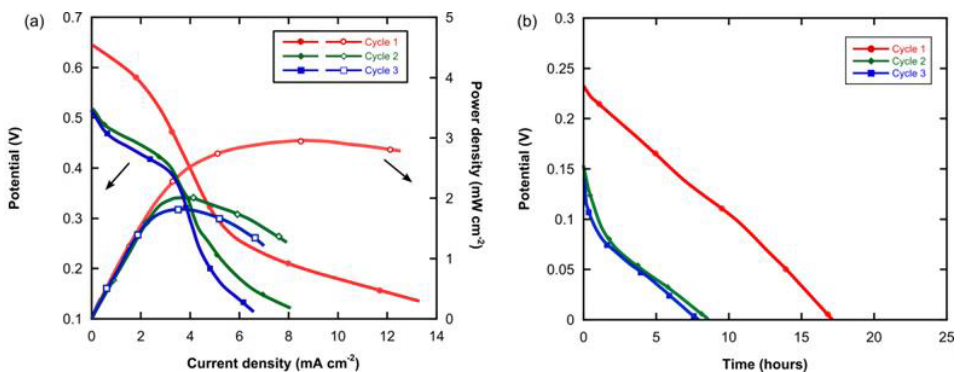 (a)
Potential (V)
0.7
0.6
0.5
0.4
0.3
0.2
0.1
Cycle 1
Cycle 2
Cycle 3
5
4
3
2
1
0
Power density (mW cm⁻²)
0 2 4 6 8 10 12 14
Current density (mA cm⁻²)
(b)
Potential (V)
0.3
0.25
0.2
0.15
0.1
0.05
0
Cycle 1
Cycle 2
Cycle 3
0 5 10 15 20 25
Time (hours)